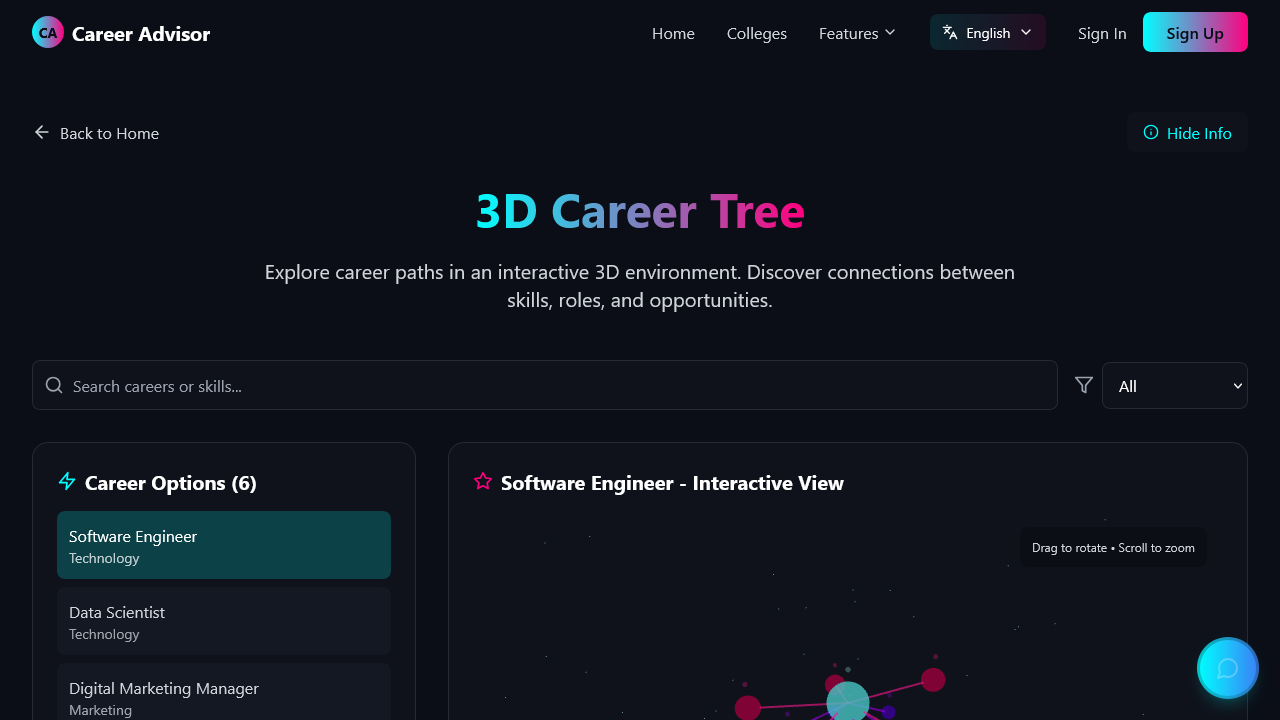 CA Career Advisor
Home
Colleges
Features
English
Sign In
Sign Up
Back to Home
Hide Info
3D Career Tree
Explore career paths in an interactive 3D environment. Discover connections between
skills, roles, and opportunities.
Search careers or skills...
All
Career Options (6)
Software Engineer
Technology
Data Scientist
Technology
Digital Marketing Manager
Marketing
Software Engineer - Interactive View
Drag to rotate • Scroll to zoom